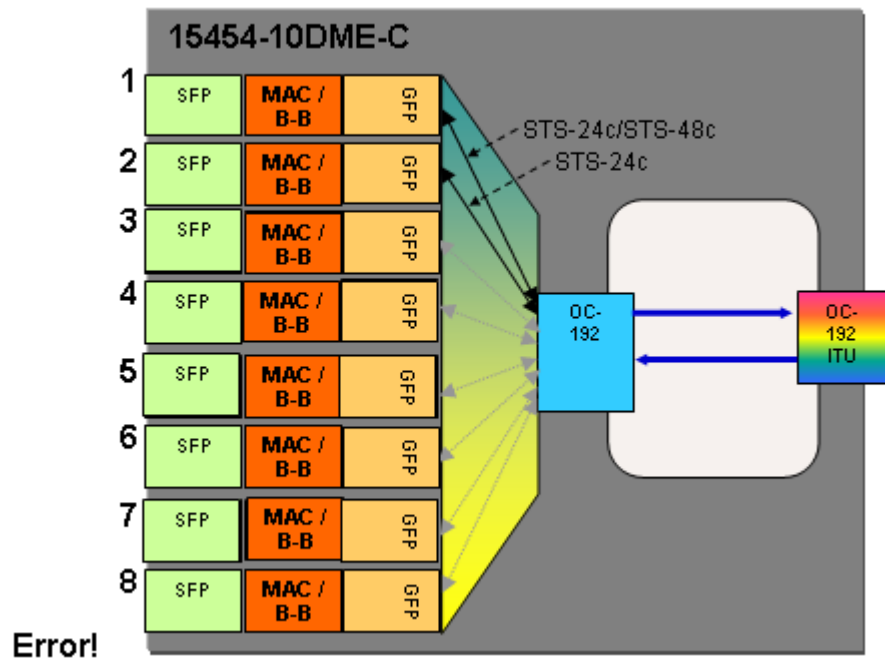 15454-10DME-C
1
SFP
MAC /
B-B
GFP
STS-24c/STS-48c
2
SFP
MAC /
B-B
GFP
STS-24c
3
SFP
MAC /
B-B
GFP
4
SFP
MAC /
B-B
GFP
OC-
192
OC-
192
ITU
5
SFP
MAC /
B-B
GFP
6
SFP
MAC /
B-B
GFP
7
SFP
MAC /
B-B
GFP
8
SFP
MAC /
B-B
GFP
Error!